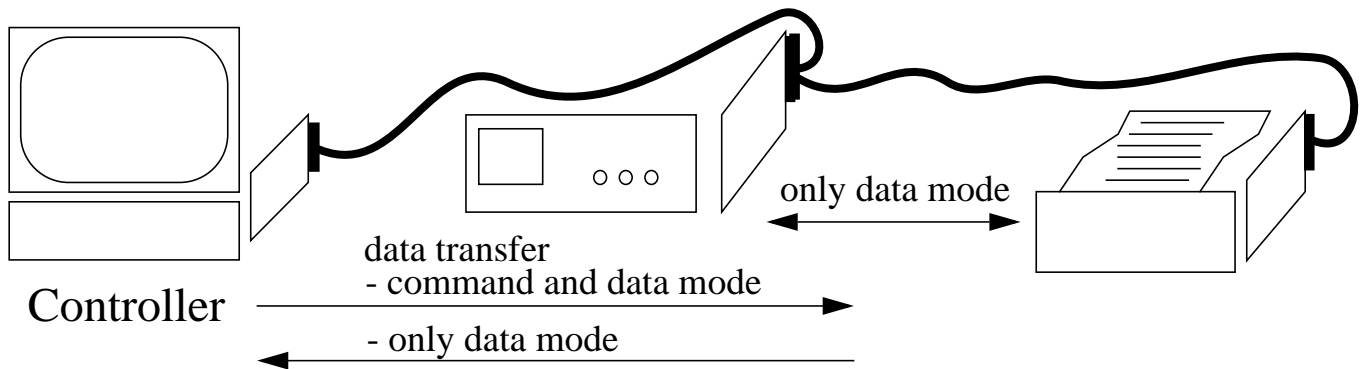 only data mode
data transfer
- command and data mode
Controller
- only data mode